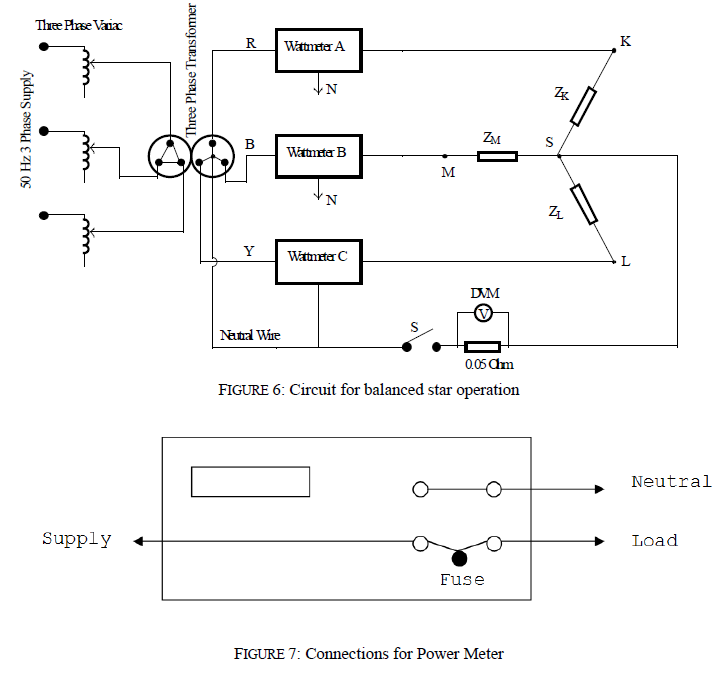 Three Phase Variac
50 Hz 3 Phase Supply
Three Phase Transformer
R
Wattmeter A
N
K
ZK
B
Wattmeter B
N
M
ZM
S
ZL
Y
Wattmeter C
L
Neutral Wire
S
DVM
V
0.05 Ohm
FIGURE 6: Circuit for balanced star operation
Neutral
Supply
Load
Fuse
FIGURE 7: Connections for Power Meter